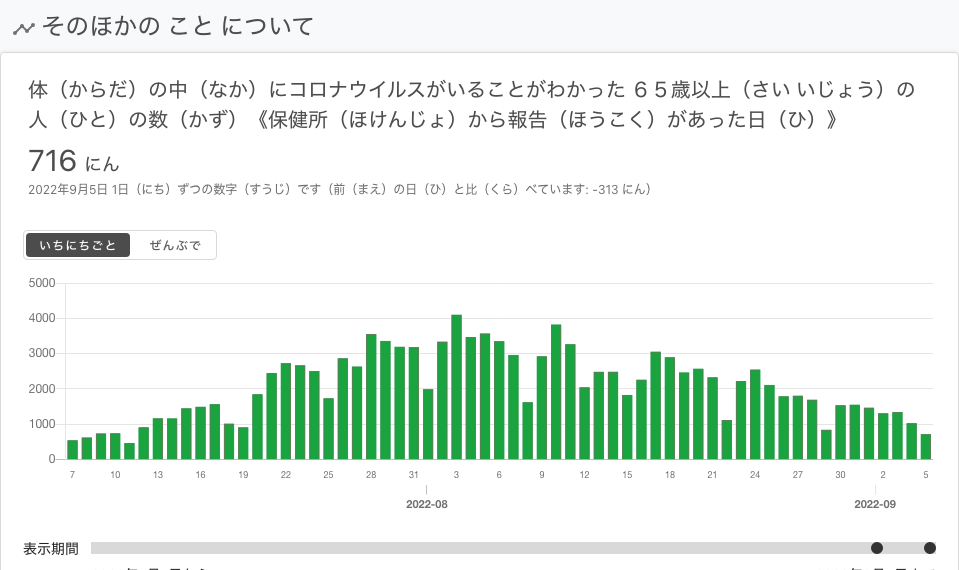 そのほかの こと について
体（からだ）の中（なか）にコロナウイルスがいることがわかった ６５歳以上（さい いじょう）の
人（ひと）の数（かず）《保健所（ほけんじょ）から報告（ほうこく）があった日（ひ）》
716 にん
2022年9月5日 1日（にち）ずつの数字（すうじ）です（前（まえ）の日（ひ）と比（くら）べています: -313 にん）
いちにちごと ぜんぶで
5000
4000
3000
2000
1000
0
7 10 13 16 19 22 25 28 31 3 6 9 12 15 18 21 24 27 30 2 5
2022-08 2022-09
表示期間